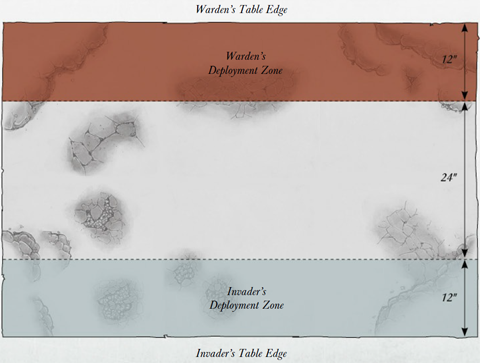 Warden's Table Edge
Warden's
Deployment Zone
12"
24"
Invader's
Deployment Zone
12"
Invader's Table Edge